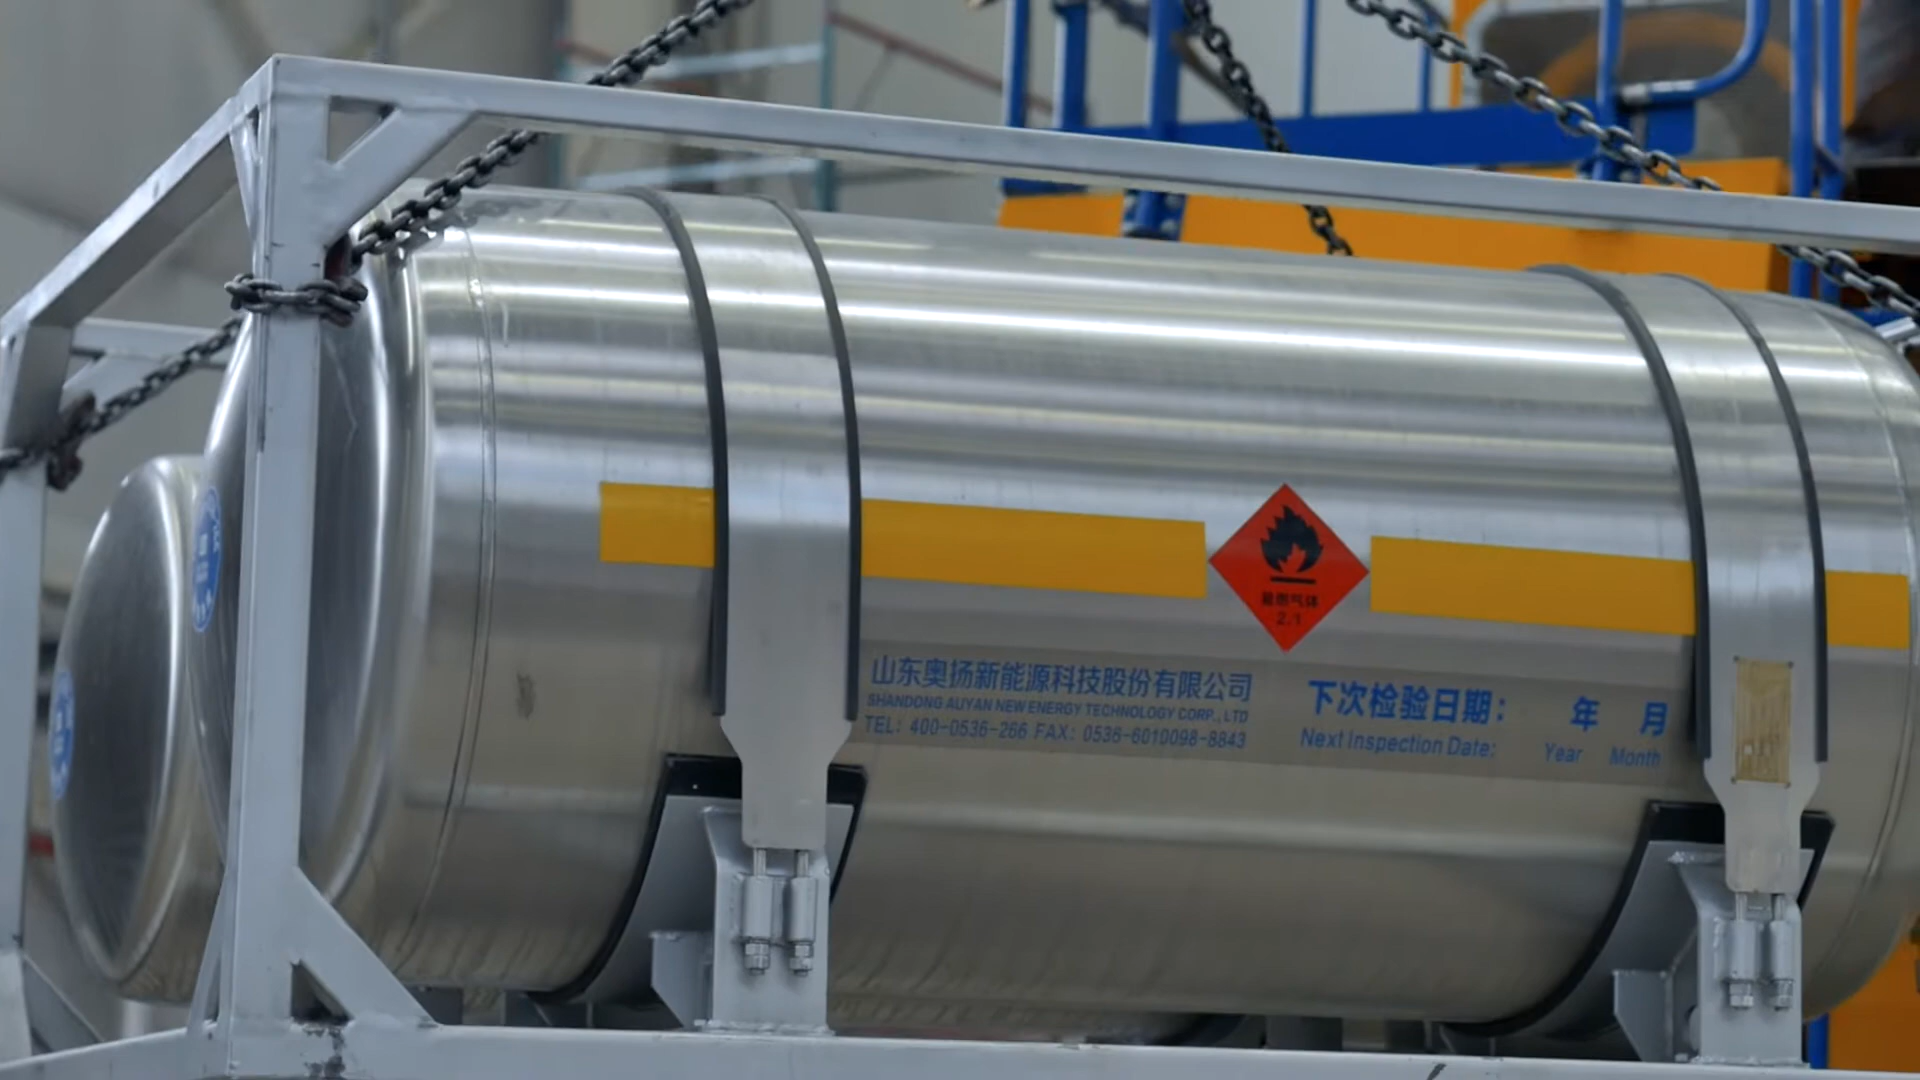 易燃气体
2.1
山东奥扬新能源科技股份有限公司
SHANDONG AUYAN NEW ENERGY TECHNOLOGY CORP., LTD
TEL: 400-0536-266 FAX: 0536-6010098-8843
下次检验日期: 年 月
Next Inspection Date: Year Month